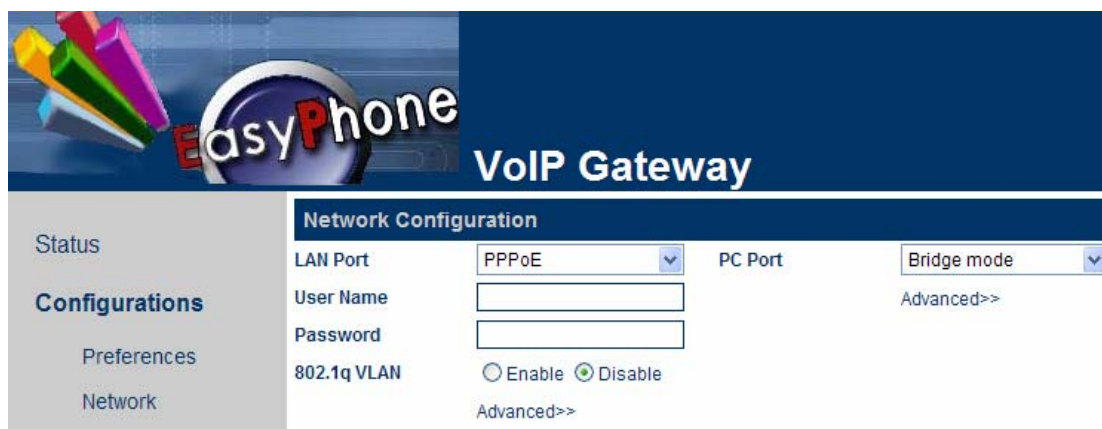 EasyPhone
VoIP Gateway
Status
Configurations
Preferences
Network
Network Configuration
LAN Port PPPoE PC Port Bridge mode
User Name Advanced>>
Password
802.1q VLAN Enable Disable
Advanced>>